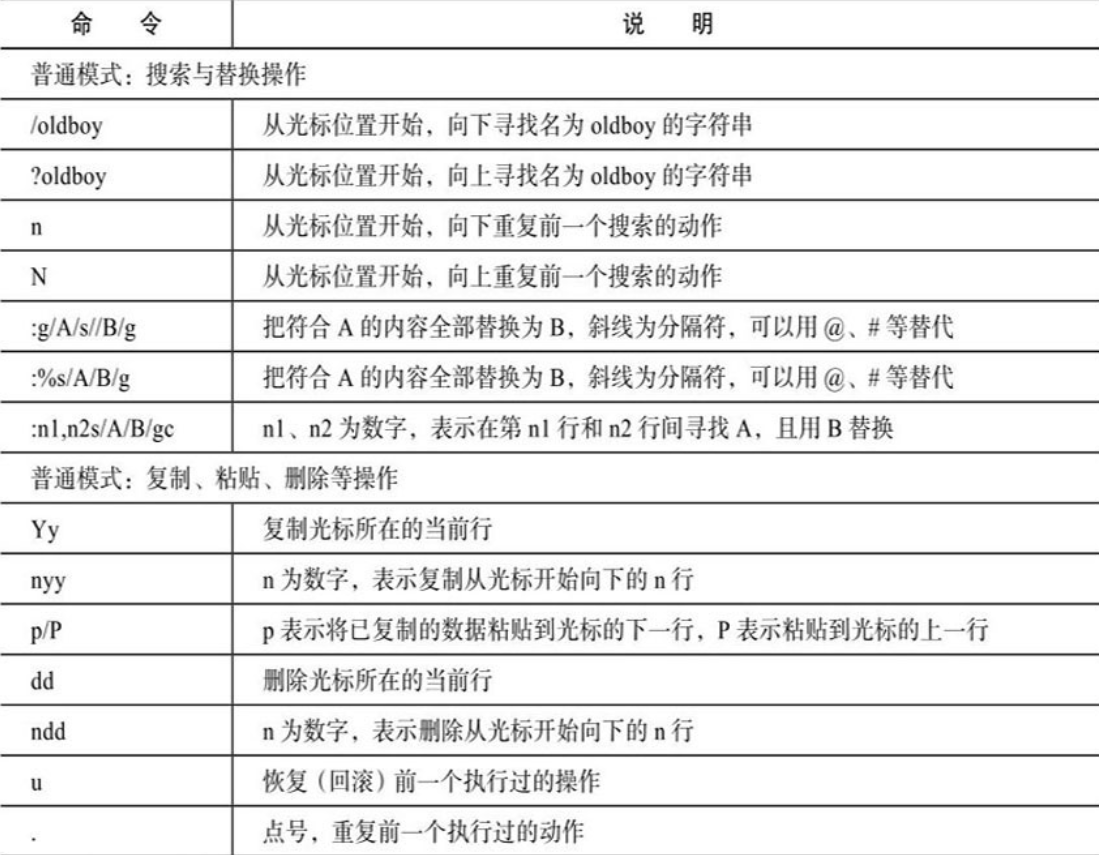 命 令 说 明
普通模式：搜索与替换操作
/oldboy 从光标位置开始，向下寻找名为 oldboy 的字符串
?oldboy 从光标位置开始，向上寻找名为 oldboy 的字符串
n 从光标位置开始，向下重复前一个搜索的动作
N 从光标位置开始，向上重复前一个搜索的动作
:g/A/s//B/g 把符合 A 的内容全部替换为 B，斜线为分隔符，可以用 @、# 等替代
:%s/A/B/g 把符合 A 的内容全部替换为 B，斜线为分隔符，可以用 @、# 等替代
:n1,n2s/A/B/gc n1、n2 为数字，表示在第 n1 行和 n2 行间寻找 A，且用 B 替换
普通模式：复制、粘贴、删除等操作
Yy 复制光标所在的当前行
nyy n 为数字，表示复制从光标开始向下的 n 行
p/P p 表示将已复制的数据粘贴到光标的下一行，P 表示粘贴到光标的上一行
dd 删除光标所在的当前行
ndd n 为数字，表示删除从光标开始向下的 n 行
u 恢复（回滚）前一个执行过的操作
. 点号，重复前一个执行过的动作